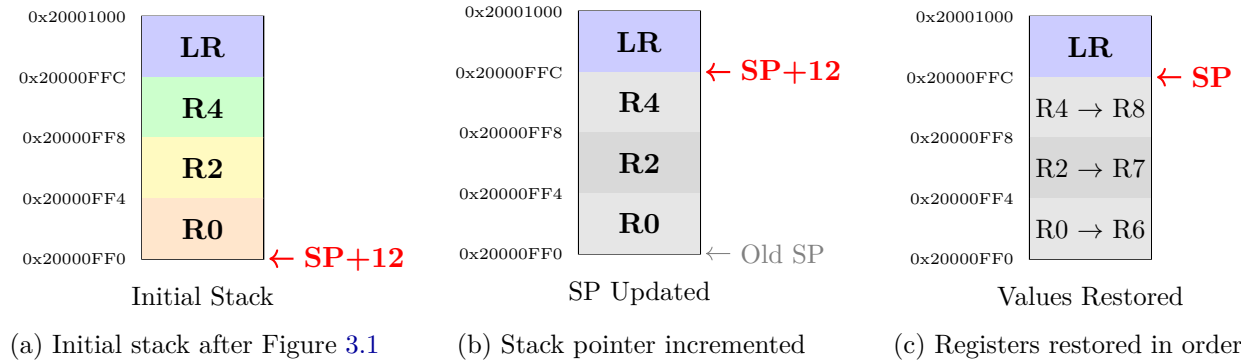 0x20001000
LR
0x20000FFC
R4
0x20000FF8
R2
0x20000FF4
R0
0x20000FF0
← SP+12
Initial Stack
(a) Initial stack after Figure 3.1
0x20001000
LR
0x20000FFC
← SP+12
R4
0x20000FF8
R2
0x20000FF4
R0
0x20000FF0
← Old SP
SP Updated
(b) Stack pointer incremented
0x20001000
LR
0x20000FFC
← SP
R4 → R8
0x20000FF8
R2 → R7
0x20000FF4
R0 → R6
0x20000FF0
Values Restored
(c) Registers restored in order